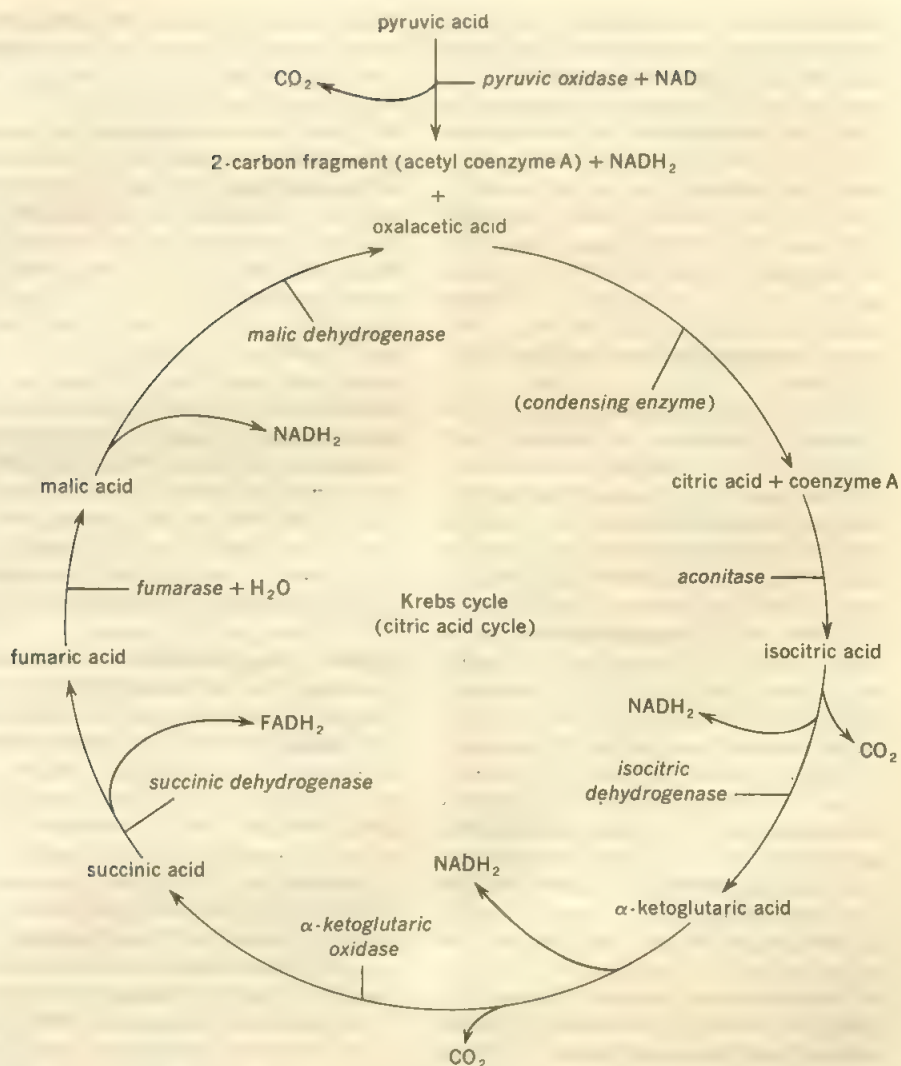 pyruvic acid
CO₂
pyruvic oxidase + NAD
2-carbon fragment (acetyl coenzyme A) + NADH₂
+
oxalacetic acid
malic dehydrogenase
(condensing enzyme)
NADH₂
malic acid
citric acid + coenzyme A
fumarase + H₂O
aconitase
Krebs cycle
(citric acid cycle)
fumaric acid
isocitric acid
NADH₂
FADH₂
CO₂
isocitric
dehydrogenase
succinic dehydrogenase
NADH₂
succinic acid
α-ketoglutaric acid
α-ketoglutaric
oxidase
CO₂